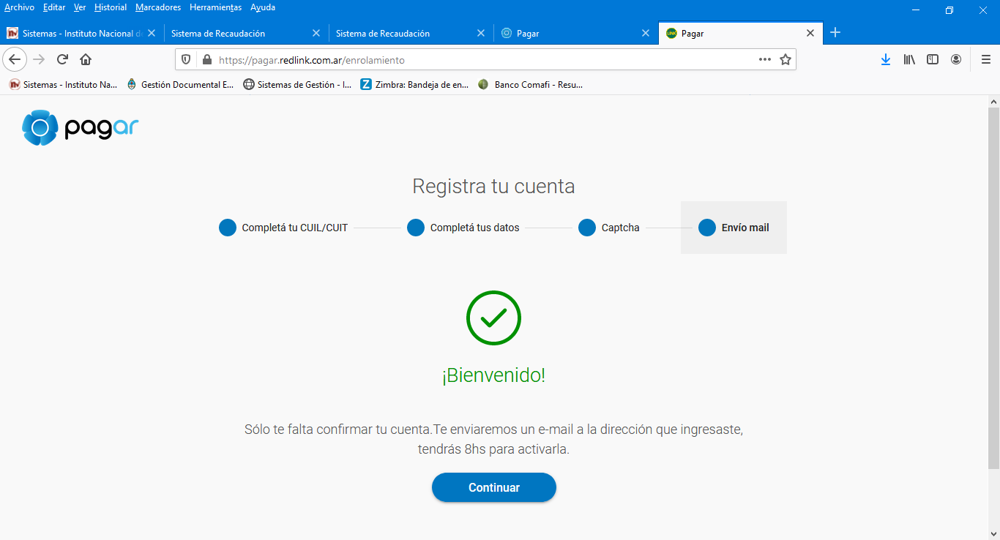 Archivo Editar Ver Historial Marcadores Herramientas Ayuda
Sistemas - Instituto Nacional d
Sistema de Recaudación
Sistema de Recaudación
Pagar
LINK
Pagar
https://pagar.redlink.com.ar/enrolamiento
Sistemas - Instituto Na...
Gestión Documental E...
Sistemas de Gestión - I...
Zimbra: Bandeja de en...
Banco Comafi - Resu...
pagar
Registra tu cuenta
Completá tu CUIL/CUIT
Completá tus datos
Captcha
Envío mail
¡Bienvenido!
Sólo te falta confirmar tu cuenta.Te enviaremos un e-mail a la dirección que ingresaste,
tendrás 8hs para activarla.
Continuar